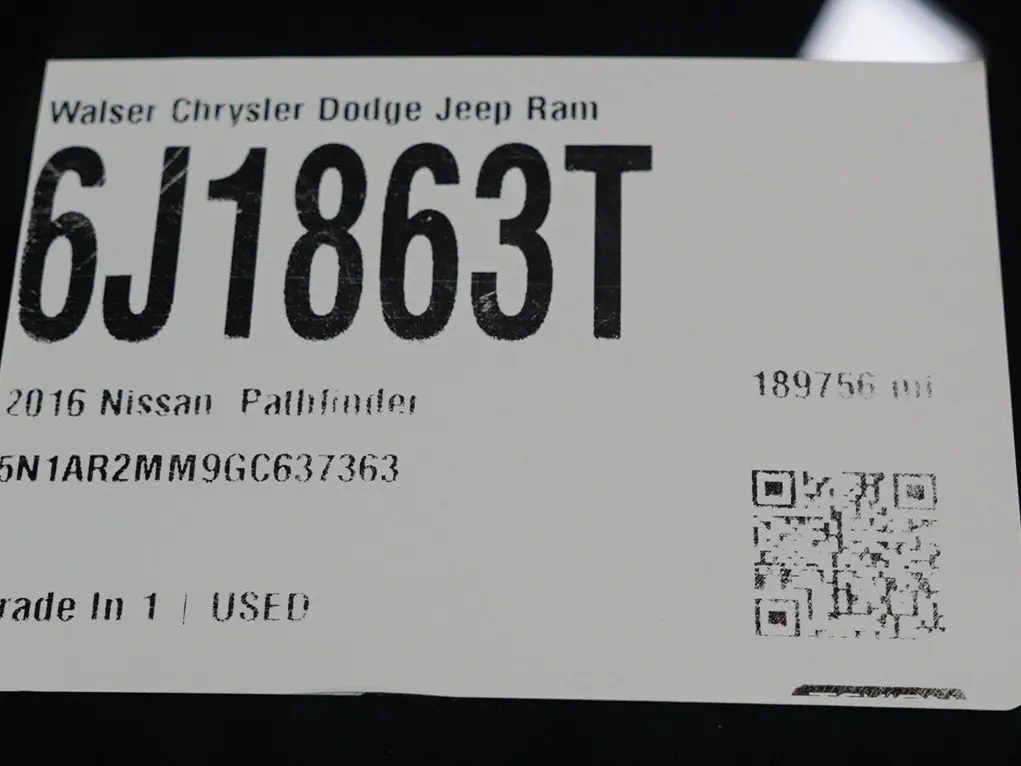 Walser Chrysler Dodge Jeep Ram
6J1863T
2016 Nissan Pathfinder
189756 mi
5N1AR2MM9GC637363
rade In 1 | USED